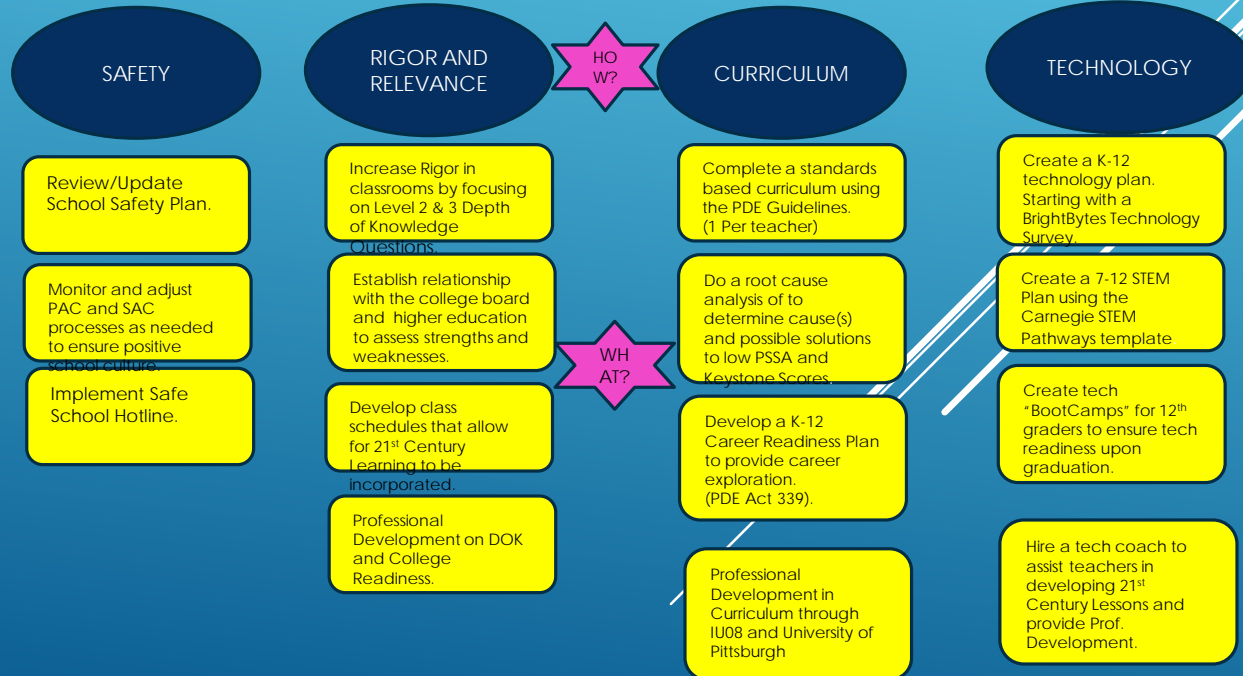 SAFETY
Review/Update
School Safety Plan.
Monitor and adjust
PAC and SAC
processes as needed
to ensure positive
school culture.
Implement Safe
School Hotline.
RIGOR AND
RELEVANCE
Increase Rigor in
classrooms by focusing
on Level 2 & 3 Depth
of Knowledge
Questions.
Establish relationship
with the college board
and higher education
to assess strengths and
weaknesses.
Develop class
schedules that allow
for 21st Century
Learning to be
incorporated.
Professional
Development on DOK
and College
Readiness.
HO
W?
WH
AT?
CURRICULUM
Complete a standards
based curriculum using
the PDE Guidelines.
(1 Per teacher)
Do a root cause
analysis of to
determine cause(s)
and possible solutions
to low PSSA and
Keystone Scores.
Develop a K-12
Career Readiness Plan
to provide career
exploration.
(PDE Act 339).
Professional
Development in
Curriculum through
IU08 and University of
Pittsburgh
TECHNOLOGY
Create a K-12
technology plan.
Starting with a
BrightBytes Technology
Survey.
Create a 7-12 STEM
Plan using the
Carnegie STEM
Pathways template
Create tech
“BootCamps” for 12th
graders to ensure tech
readiness upon
graduation.
Hire a tech coach to
assist teachers in
developing 21st
Century Lessons and
provide Prof.
Development.